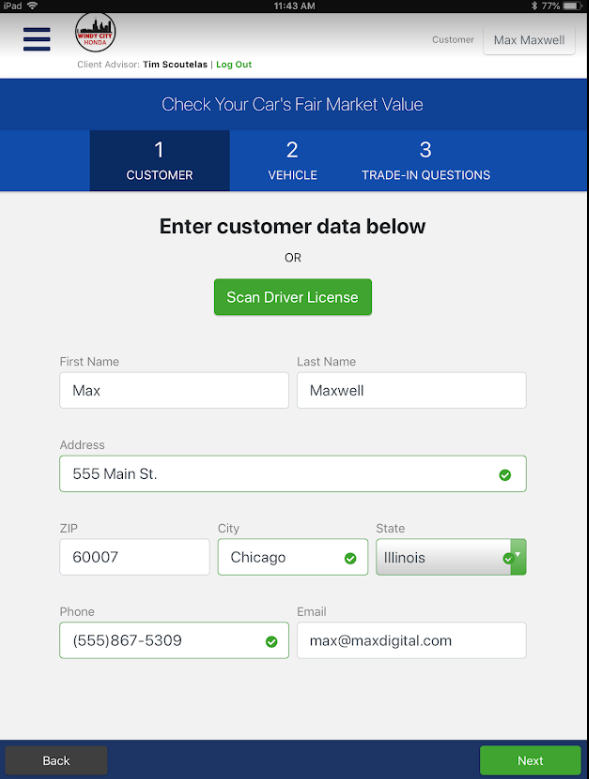 iPad 11:43 AM 77%
WINDY CITY
HONDA
Customer Max Maxwell
Client Advisor: Tim Scoutelas | Log Out
Check Your Car's Fair Market Value
1 2 3
CUSTOMER VEHICLE TRADE-IN QUESTIONS
Enter customer data below
OR
Scan Driver License
First Name Last Name
Max Maxwell
Address
555 Main St.
ZIP City State
60007 Chicago Illinois
Phone Email
(555)867-5309 max@maxdigital.com
Back Next